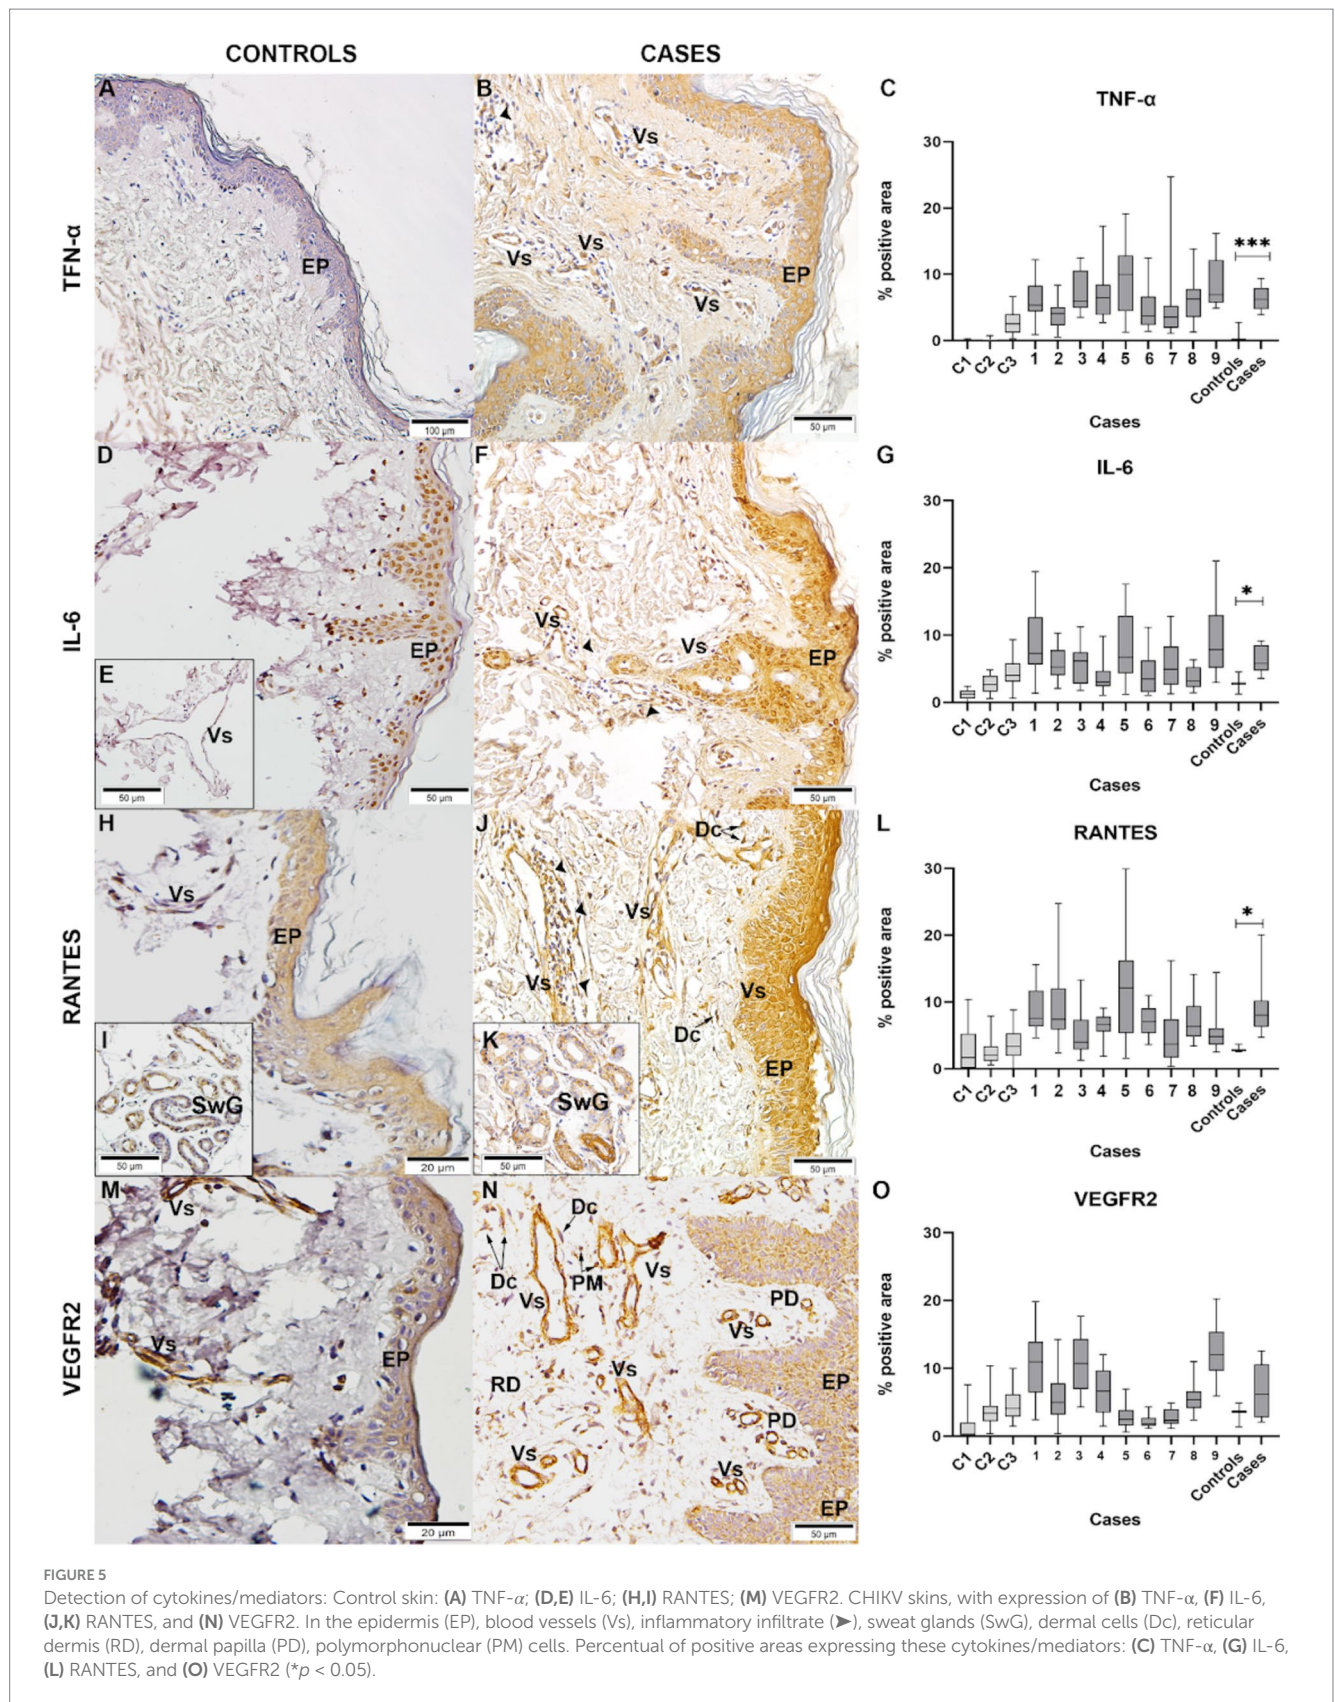 CONTROLS
CASES
TFN-α
A
EP
100 µm
B
Vs
Vs
Vs
Vs
EP
50 µm
C
TNF-α
% positive area
30
20
10
0
***
C1 C2 C3 1 2 3 4 5 6 7 8 9 Controls Cases
Cases
IL-6
D
EP
50 µm
E
Vs
50 µm
F
Vs
Vs
EP
50 µm
G
IL-6
% positive area
30
20
10
0
*
C1 C2 C3 1 2 3 4 5 6 7 8 9 Controls Cases
Cases
RANTES
H
Vs
EP
20 µm
I
SwG
50 µm
J
Dc
Vs
Vs
Vs
Dc
EP
50 µm
K
SwG
50 µm
L
RANTES
% positive area
30
20
10
0
*
C1 C2 C3 1 2 3 4 5 6 7 8 9 Controls Cases
Cases
VEGFR2
M
Vs
Vs
EP
20 µm
N
Dc
Dc
PM
Vs
Vs
PD
Vs
Vs
RD
EP
PD
Vs
Vs
EP
50 µm
O
VEGFR2
% positive area
30
20
10
0
C1 C2 C3 1 2 3 4 5 6 7 8 9 Controls Cases
Cases
FIGURE 5
Detection of cytokines/mediators: Control skin: (A) TNF-α; (D,E) IL-6; (H,I) RANTES; (M) VEGFR2. CHIKV skins, with expression of (B) TNF-α, (F) IL-6,
(J,K) RANTES, and (N) VEGFR2. In the epidermis (EP), blood vessels (Vs), inflammatory infiltrate (➤), sweat glands (SwG), dermal cells (Dc), reticular
dermis (RD), dermal papilla (PD), polymorphonuclear (PM) cells. Percentual of positive areas expressing these cytokines/mediators: (C) TNF-α, (G) IL-6,
(L) RANTES, and (O) VEGFR2 (*p < 0.05).